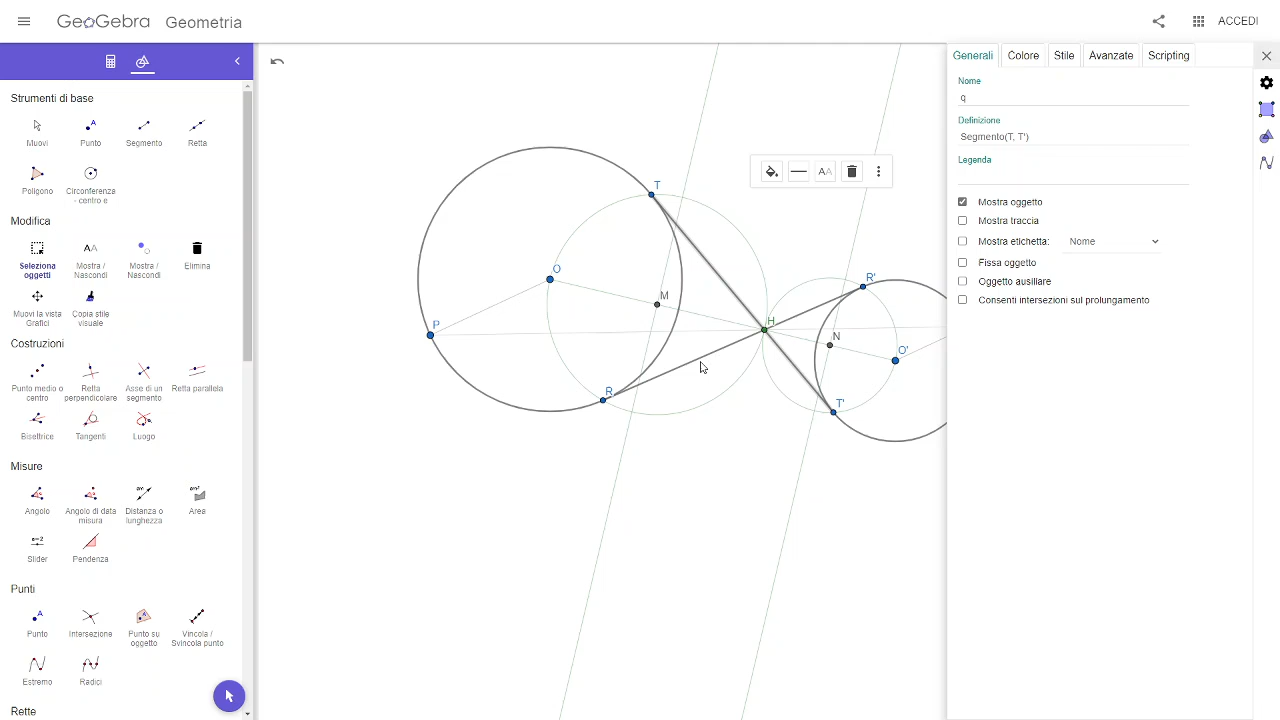 GeoGebra Geometria ACCEDI
Strumenti di base
Muovi Punto Segmento Retta
Poligono Circonferenza - centro e
Modifica
Seleziona oggetti Mostra / Nascondi Mostra / Nascondi Elimina
Muovi la vista Grafici Copia stile visuale
Costruzioni
Punto medio o centro Retta perpendicolare Asse di un segmento Retta parallela
Bisettrice Tangenti Luogo
Misure
Angolo Angolo di data misura Distanza o lunghezza Area
Slider Pendenza
Punti
Punto Intersezione Punto su oggetto Vincola / Svincola punto
Estremo Radici
Rette
T
O
M
P
R
H
R'
N
O'
T'
AA
Generali Colore Stile Avanzate Scripting
Nome
q
Definizione
Segmento(T, T')
Legenda
Mostra oggetto
Mostra traccia
Mostra etichetta: Nome
Fissa oggetto
Oggetto ausiliare
Consenti intersezioni sul prolungamento